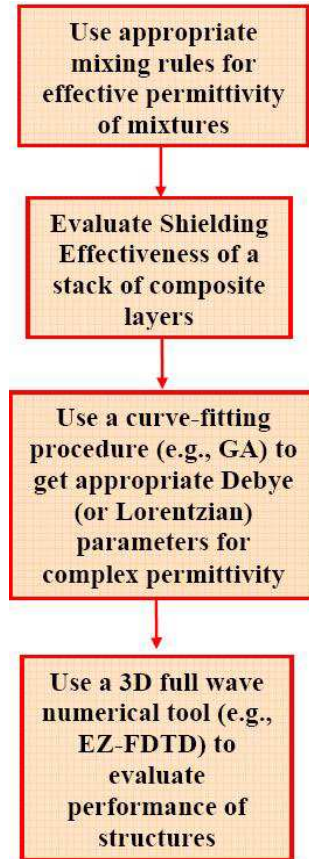 Use appropriate
mixing rules for
effective permittivity
of mixtures
Evaluate Shielding
Effectiveness of a
stack of composite
layers
Use a curve-fitting
procedure (e.g., GA) to
get appropriate Debye
(or Lorentzian)
parameters for
complex permittivity
Use a 3D full wave
numerical tool (e.g.,
EZ-FDTD) to
evaluate
performance of
structures